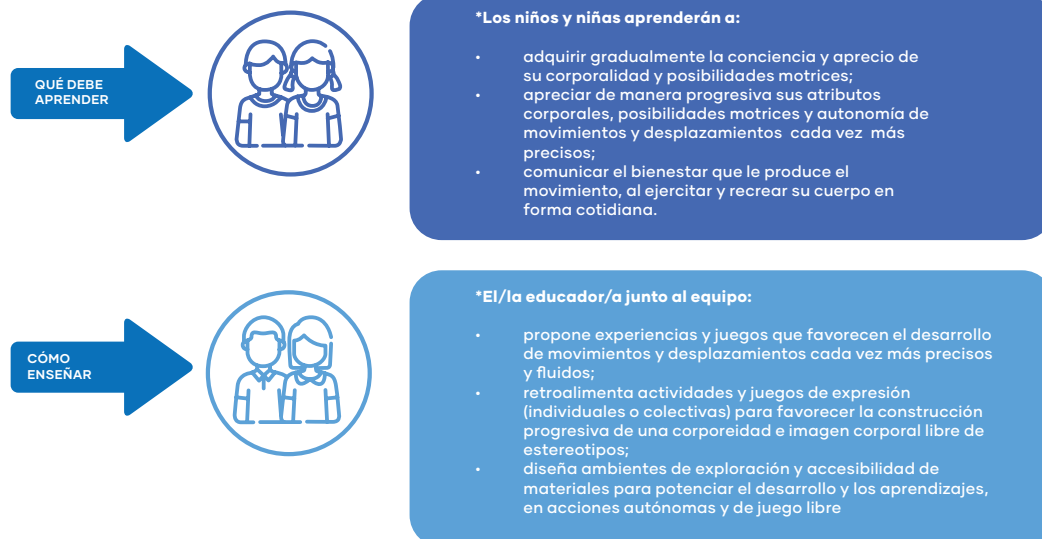 QUÉ DEBE
APRENDER
*Los niños y niñas aprenderán a:
• adquirir gradualmente la conciencia y aprecio de
su corporalidad y posibilidades motrices;
• apreciar de manera progresiva sus atributos
corporales, posibilidades motrices y autonomía de
movimientos y desplazamientos cada vez más
precisos;
• comunicar el bienestar que le produce el
movimiento, al ejercitar y recrear su cuerpo en
forma cotidiana.
CÓMO
ENSEÑAR
*El/la educador/a junto al equipo:
• propone experiencias y juegos que favorecen el desarrollo
de movimientos y desplazamientos cada vez más precisos
y fluidos;
• retroalimenta actividades y juegos de expresión
(individuales o colectivas) para favorecer la construcción
progresiva de una corporeidad e imagen corporal libre de
estereotipos;
• diseña ambientes de exploración y accesibilidad de
materiales para potenciar el desarrollo y los aprendizajes,
en acciones autónomas y de juego libre